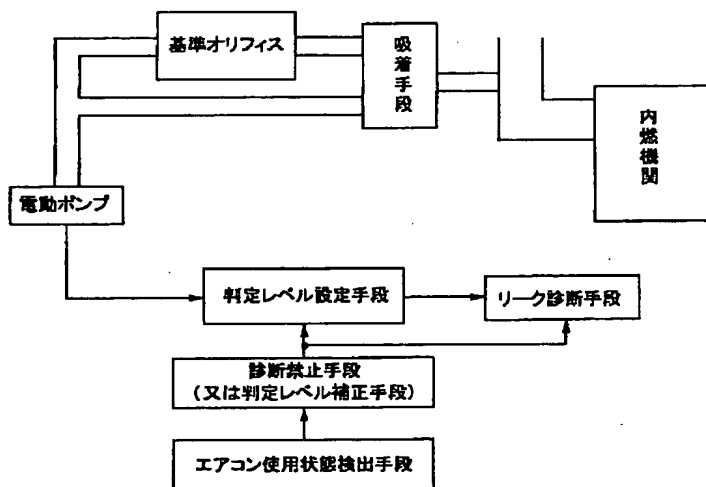 基準オリフィス
吸着手段
内燃機関
電動ポンプ
判定レベル設定手段
リーク診断手段
診断禁止手段
(又は判定レベル補正手段)
エアコン使用状態検出手段